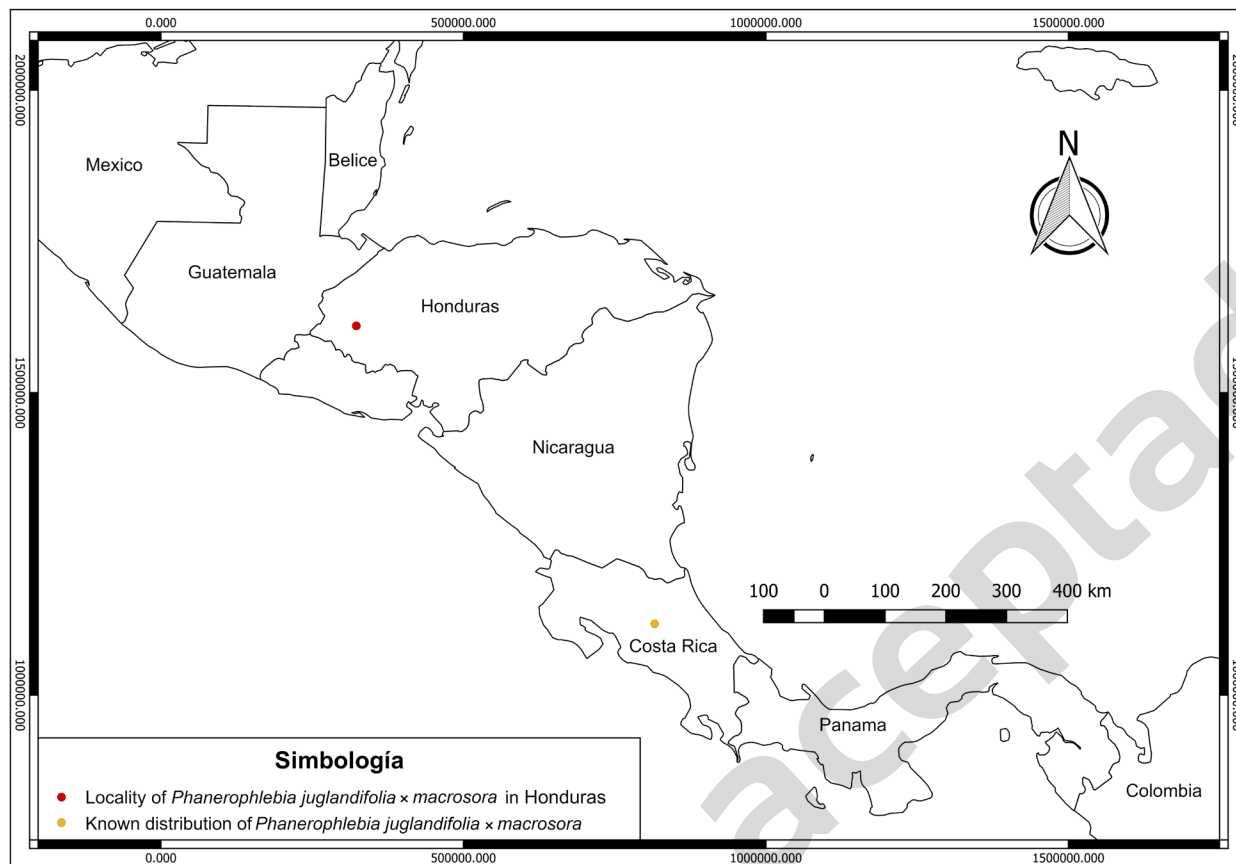 0.000 500000.000 1000000.000 1500000.000
2000000.000
1500000.000
1000000.000
N
Mexico
Belice
Guatemala
Honduras
Nicaragua
100 0 100 200 300 400 km
Costa Rica
Panama
Colombia
Simbología
Locality of Phanerophlebia juglandifolia × macrosora in Honduras
Known distribution of Phanerophlebia juglandifolia × macrosora
0.000 500000.000 1000000.000 1500000.000
aceptad